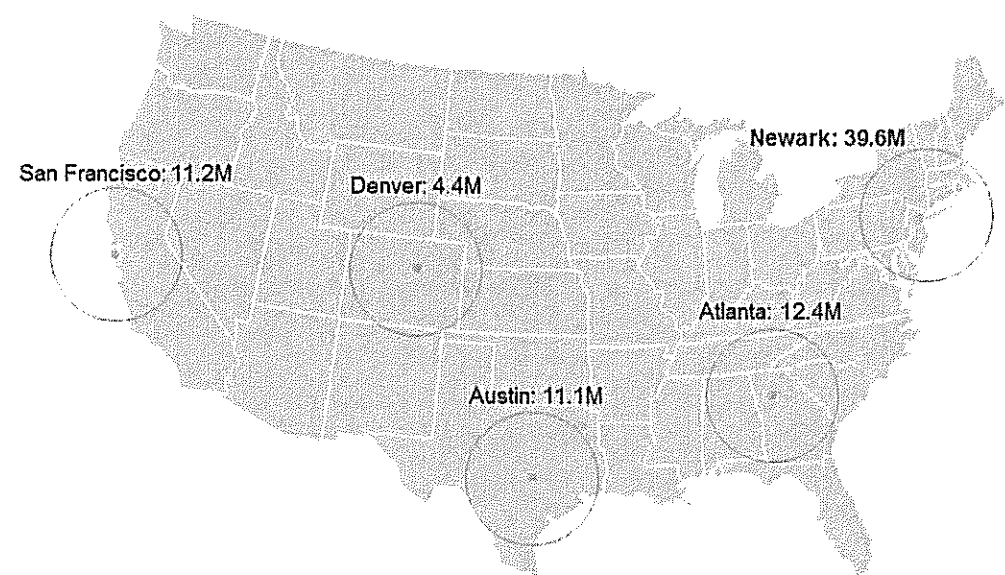 Newark: 39.6M
San Francisco: 11.2M
Denver: 4.4M
Atlanta: 12.4M
Austin: 11.1M